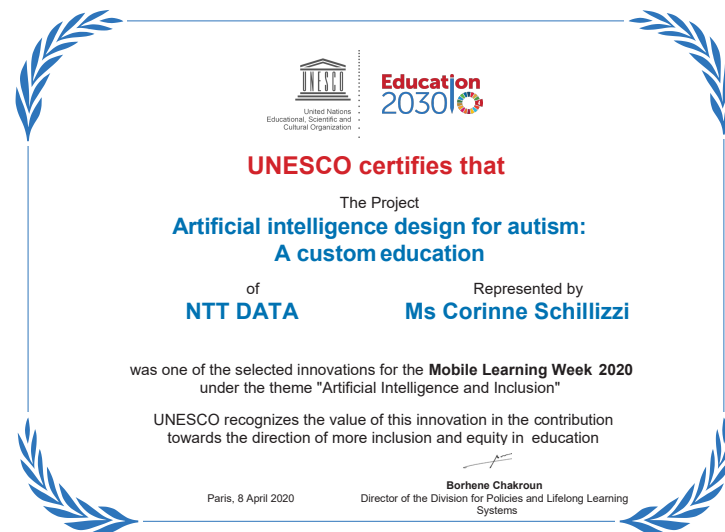 UNESCO
United Nations
Educational, Scientific and
Cultural Organization
Education
2030
UNESCO certifies that
The Project
Artificial intelligence design for autism:
A custom education
of
NTT DATA
Represented by
Ms Corinne Schillizzi
was one of the selected innovations for the Mobile Learning Week 2020
under the theme "Artificial Intelligence and Inclusion"
UNESCO recognizes the value of this innovation in the contribution
towards the direction of more inclusion and equity in education
Paris, 8 April 2020
Borhene Chakroun
Director of the Division for Policies and Lifelong Learning
Systems